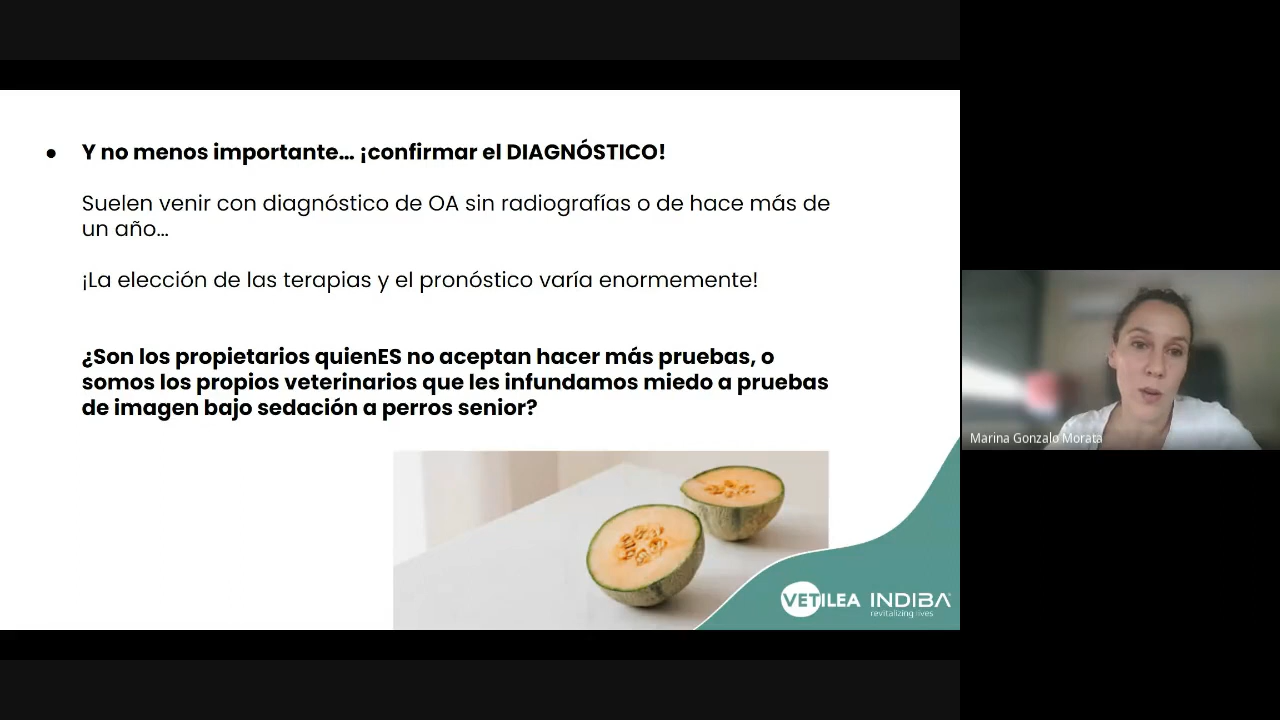 ● Y no menos importante... ¡confirmar el DIAGNÓSTICO!
Suelen venir con diagnóstico de OA sin radiografías o de hace más de
un año...
¡La elección de las terapias y el pronóstico varía enormemente!
¿Son los propietarios quienES no aceptan hacer más pruebas, o
somos los propios veterinarios que les infundamos miedo a pruebas
de imagen bajo sedación a perros senior?
VETILEA INDIBA®
revitalizing lives
Marina Gonzalo Morata